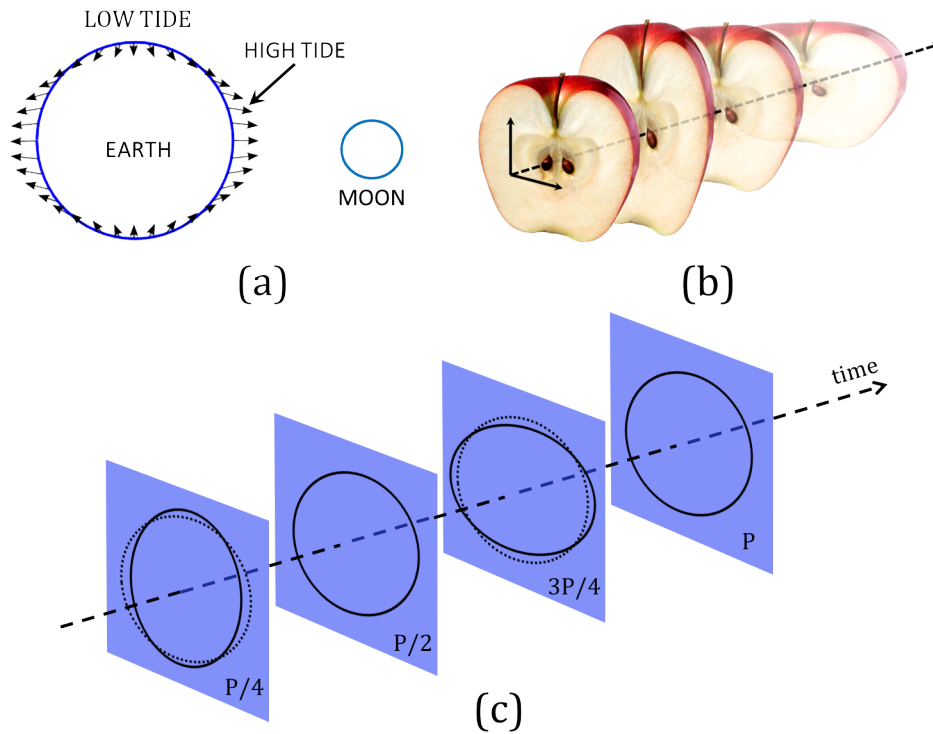 LOW TIDE
HIGH TIDE
EARTH
MOON
(a)
(b)
time
P
3P/4
P/2
P/4
(c)